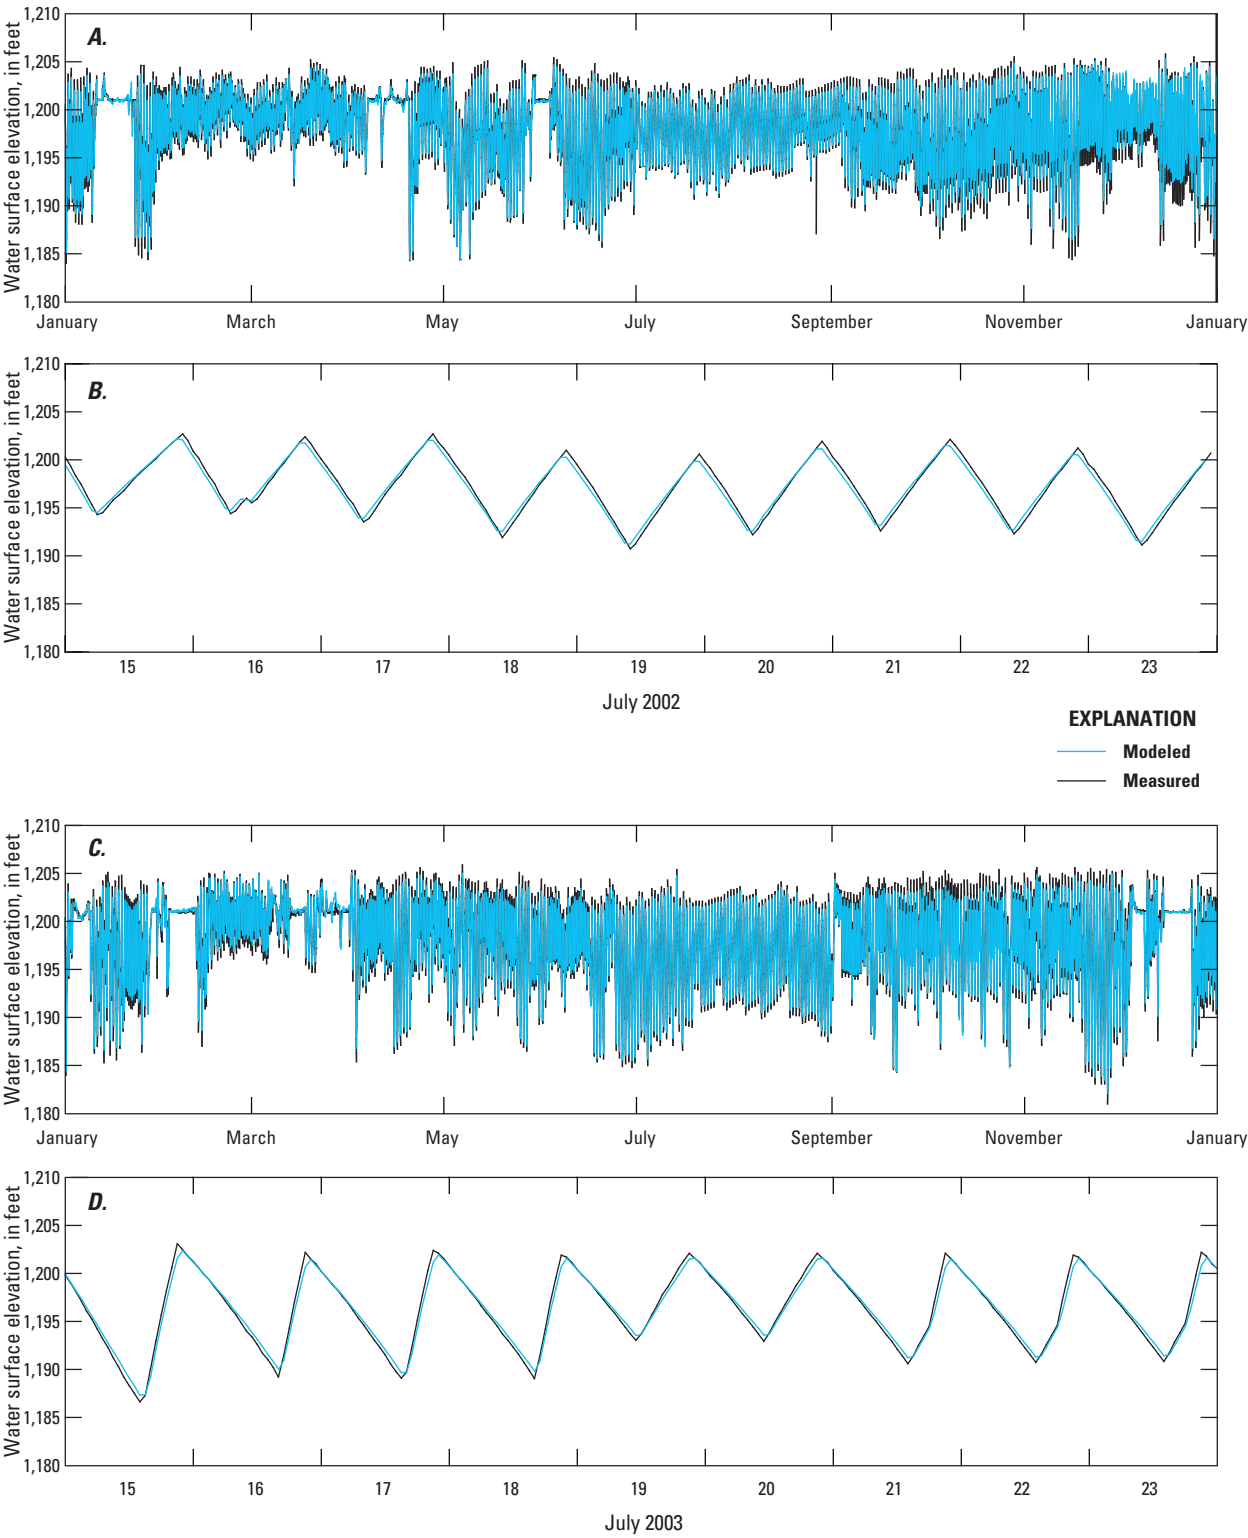 Water surface elevation, in feet
1,210
1,205
1,200
1,195
1,190
1,185
1,180
A.
January March May July September November January
Water surface elevation, in feet
1,210
1,205
1,200
1,195
1,190
1,185
1,180
B.
15 16 17 18 19 20 21 22 23
July 2002
EXPLANATION
Modeled
Measured
Water surface elevation, in feet
1,210
1,205
1,200
1,195
1,190
1,185
1,180
C.
January March May July September November January
Water surface elevation, in feet
1,210
1,205
1,200
1,195
1,190
1,185
1,180
D.
15 16 17 18 19 20 21 22 23
July 2003